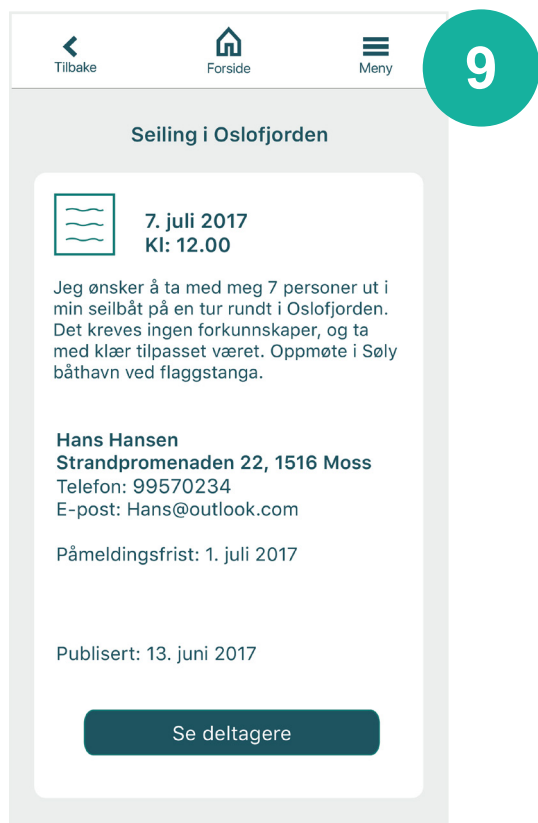 Tilbake
Forside
Meny
9
Seiling i Oslofjorden
7. juli 2017
Kl: 12.00
Jeg ønsker å ta med meg 7 personer ut i
min seilbåt på en tur rundt i Oslofjorden.
Det kreves ingen forkunnskaper, og ta
med klær tilpasset været. Oppmøte i Søly
båthavn ved flaggstanga.
Hans Hansen
Strandpromenaden 22, 1516 Moss
Telefon: 99570234
E-post: Hans@outlook.com
Påmeldingsfrist: 1. juli 2017
Publisert: 13. juni 2017
Se deltagere